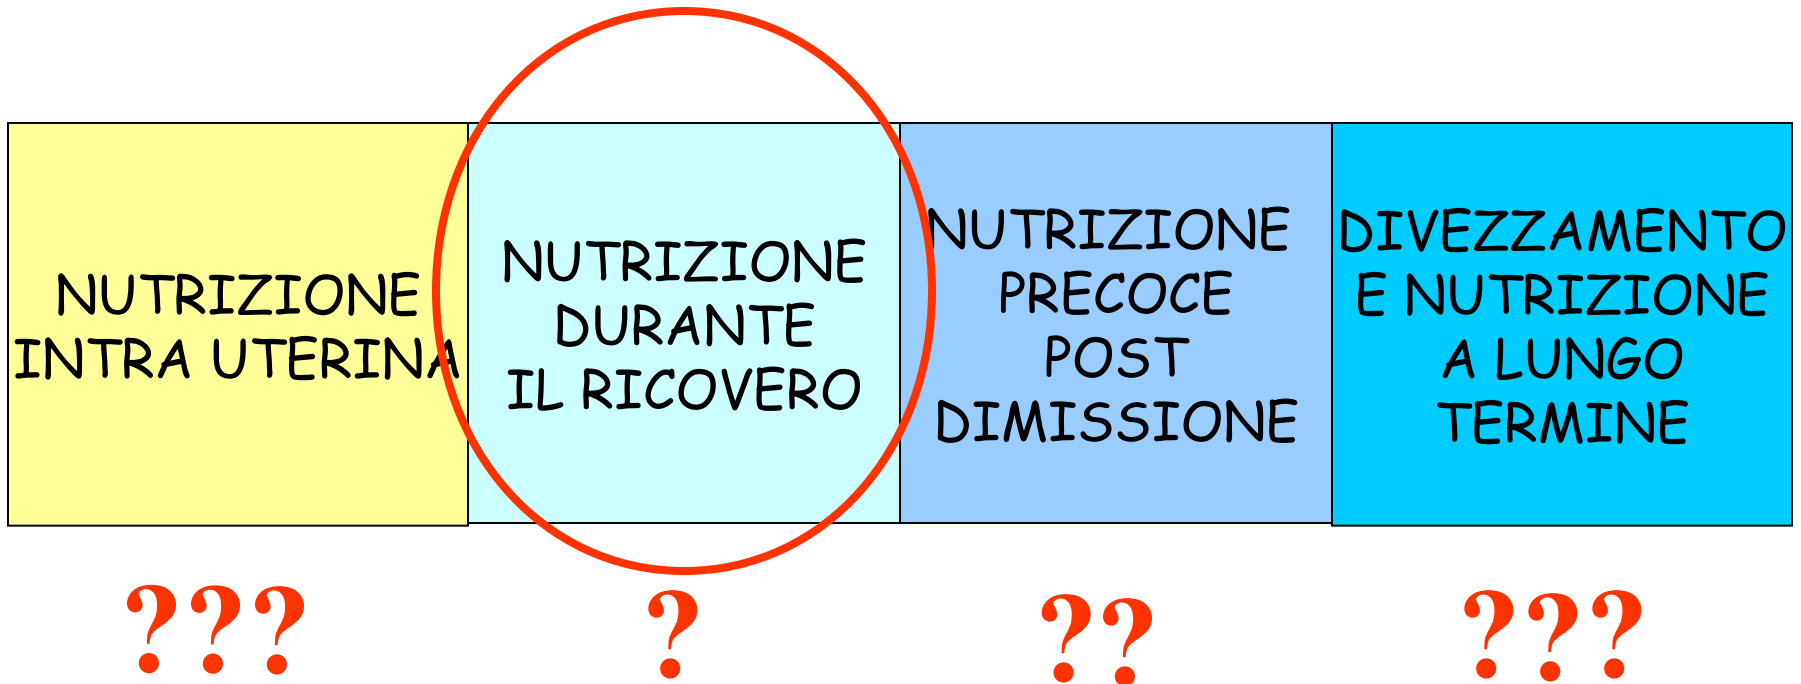 NUTRIZIONE
INTRA UTERINA
NUTRIZIONE
DURANTE
IL RICOVERO
NUTRIZIONE
PRECOCE
POST
DIMISSIONE
DIVEZZAMENTO
E NUTRIZIONE
A LUNGO
TERMINE
???
?
??
???